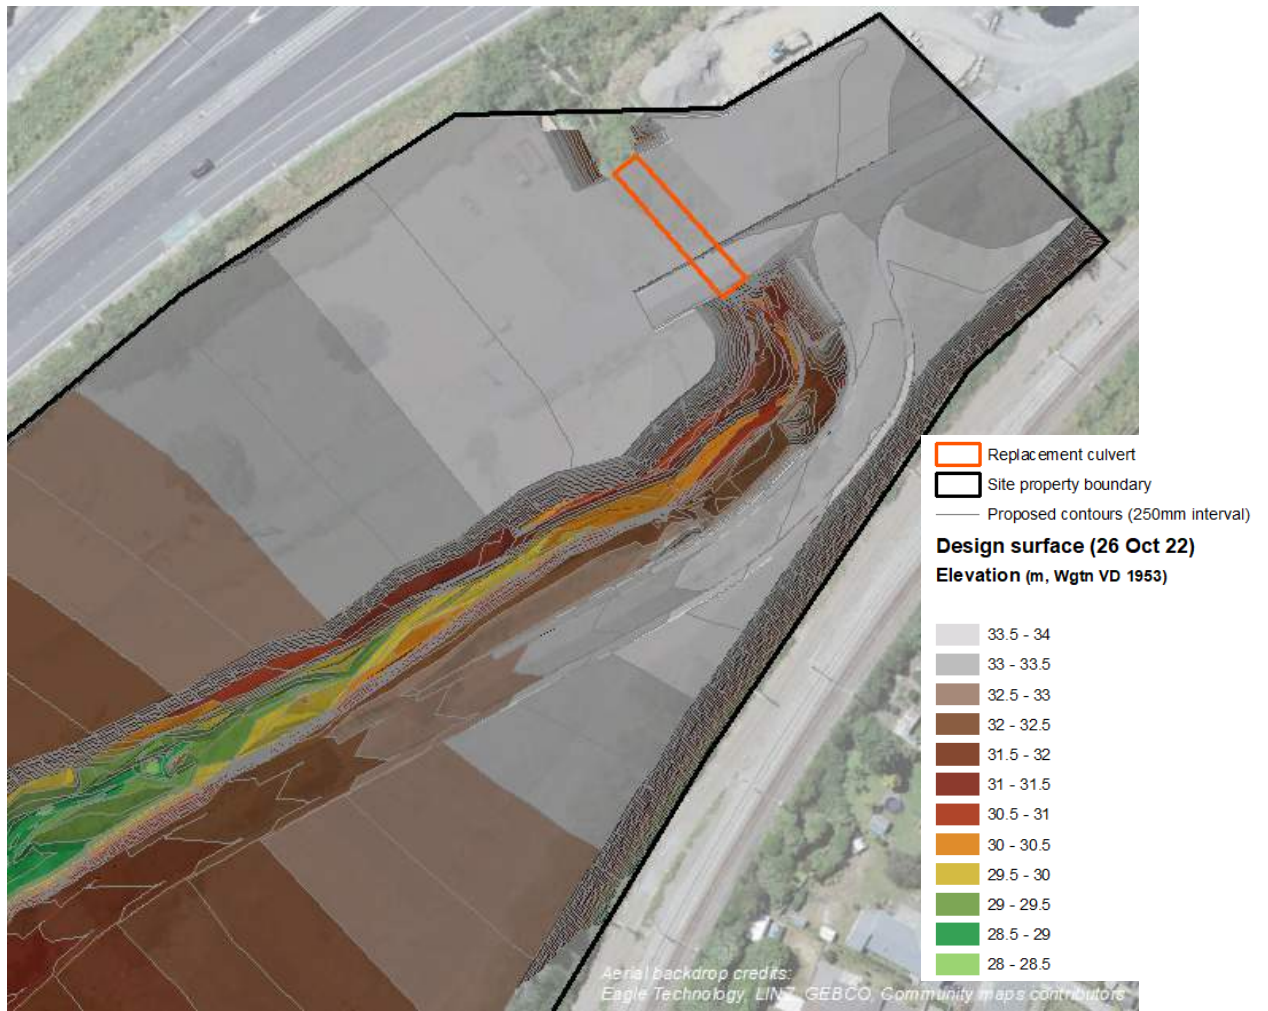 Replacement culvert
Site property boundary
Proposed contours (250mm interval)
Design surface (26 Oct 22)
Elevation (m, Wgtn VD 1953)
33.5 - 34
33 - 33.5
32.5 - 33
32 - 32.5
31.5 - 32
31 - 31.5
30.5 - 31
30 - 30.5
29.5 - 30
29 - 29.5
28.5 - 29
28 - 28.5
Aerial backdrop credits:
Eagle Technology, LINZ, GEBCO, Community maps contributors